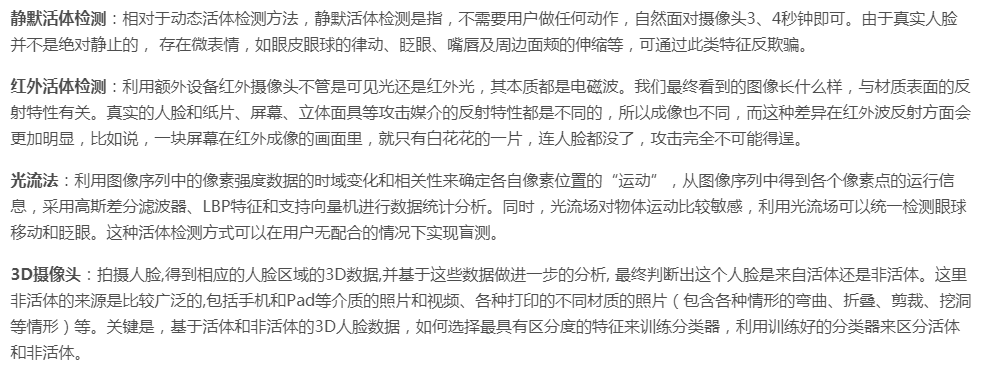 静默活体检测：相对于动态活体检测方法，静默活体检测是指，不需要用户做任何动作，自然面对摄像头3、4秒钟即可。由于真实人脸
并不是绝对静止的， 存在微表情，如眼皮眼球的律动、眨眼、嘴唇及周边面颊的伸缩等，可通过此类特征反欺骗。
红外活体检测：利用额外设备红外摄像头不管是可见光还是红外光，其本质都是电磁波。我们最终看到的图像长什么样，与材质表面的反
射特性有关。真实的人脸和纸片、屏幕、立体面具等攻击媒介的反射特性都是不同的，所以成像也不同，而这种差异在红外波反射方面会
更加明显，比如说，一块屏幕在红外成像的画面里，就只有白花花的一片，连人脸都没了，攻击完全不可能得逞。
光流法：利用图像序列中的像素强度数据的时域变化和相关性来确定各自像素位置的“运动”，从图像序列中得到各个像素点的运行信
息，采用高斯差分滤波器、LBP特征和支持向量机进行数据统计分析。同时，光流场对物体运动比较敏感，利用光流场可以统一检测眼球
移动和眨眼。这种活体检测方式可以在用户无配合的情况下实现盲测。
3D摄像头：拍摄人脸,得到相应的人脸区域的3D数据,并基于这些数据做进一步的分析, 最终判断出这个人脸是来自活体还是非活体。这里
非活体的来源是比较广泛的,包括手机和Pad等介质的照片和视频、各种打印的不同材质的照片（包含各种情形的弯曲、折叠、剪裁、挖洞
等情形）等。关键是，基于活体和非活体的3D人脸数据，如何选择最具有区分度的特征来训练分类器，利用训练好的分类器来区分活体
和非活体。